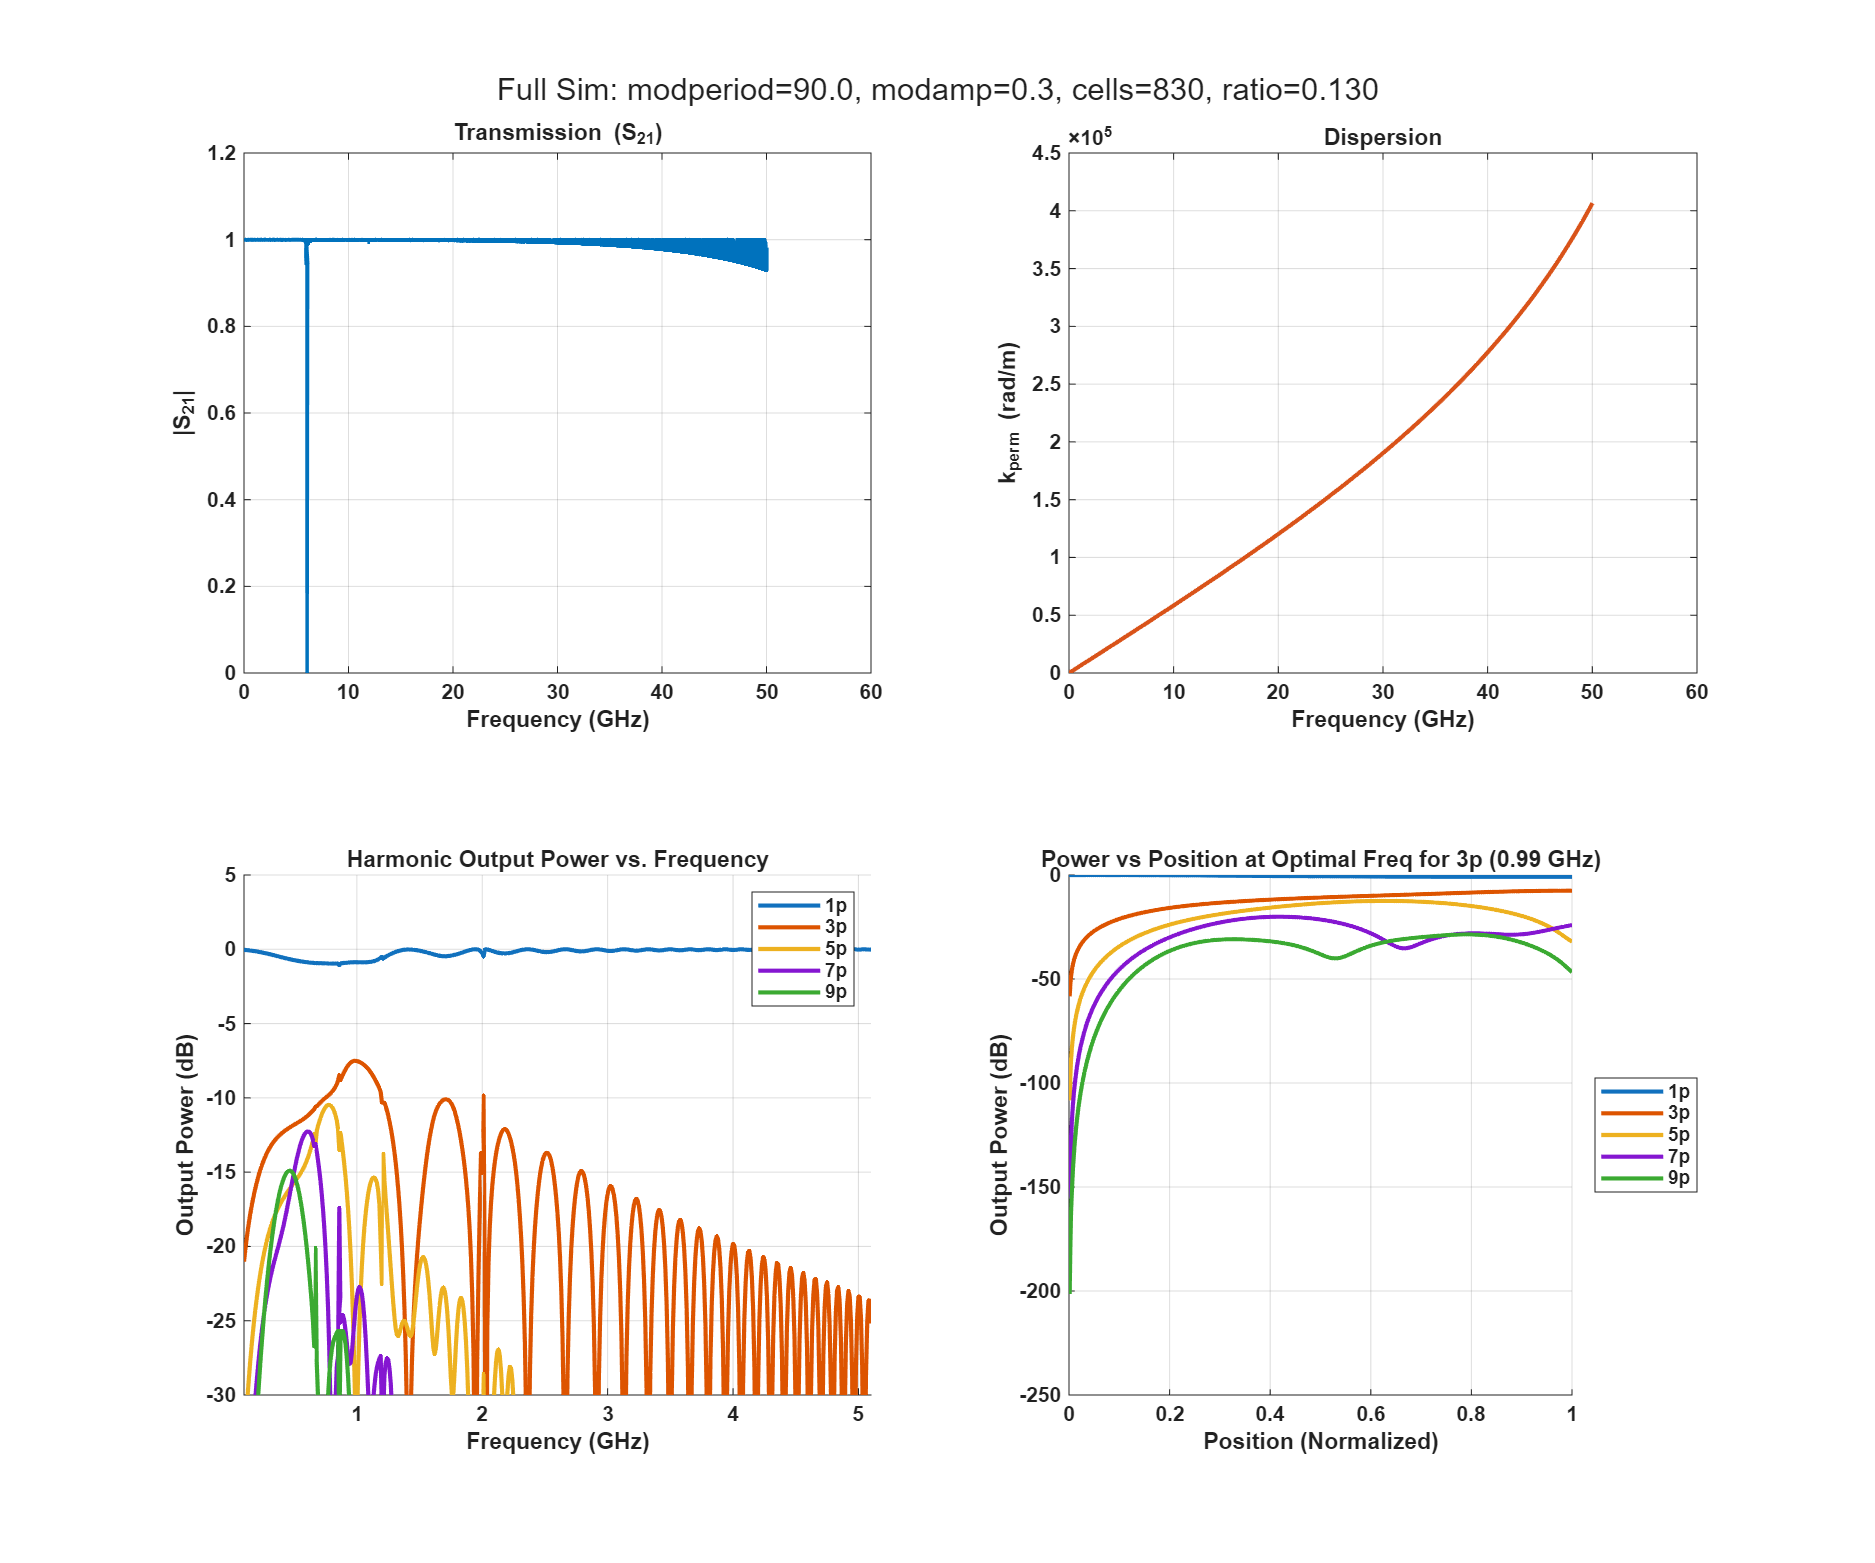 Full Sim: modperiod=90.0, modamp=0.3, cells=830, ratio=0.130
Transmission (S21)
1.2
1
0.8
0.6
0.4
0.2
0
|S21|
0 10 20 30 40 50 60
Frequency (GHz)
×10^5
Dispersion
4.5
4
3.5
3
2.5
2
1.5
1
0.5
0
kperm (rad/m)
0 10 20 30 40 50 60
Frequency (GHz)
Harmonic Output Power vs. Frequency
5
0
-5
-10
-15
-20
-25
-30
Output Power (dB)
1p
3p
5p
7p
9p
1 2 3 4 5
Frequency (GHz)
Power vs Position at Optimal Freq for 3p (0.99 GHz)
0
-50
-100
-150
-200
-250
Output Power (dB)
1p
3p
5p
7p
9p
0 0.2 0.4 0.6 0.8 1
Position (Normalized)